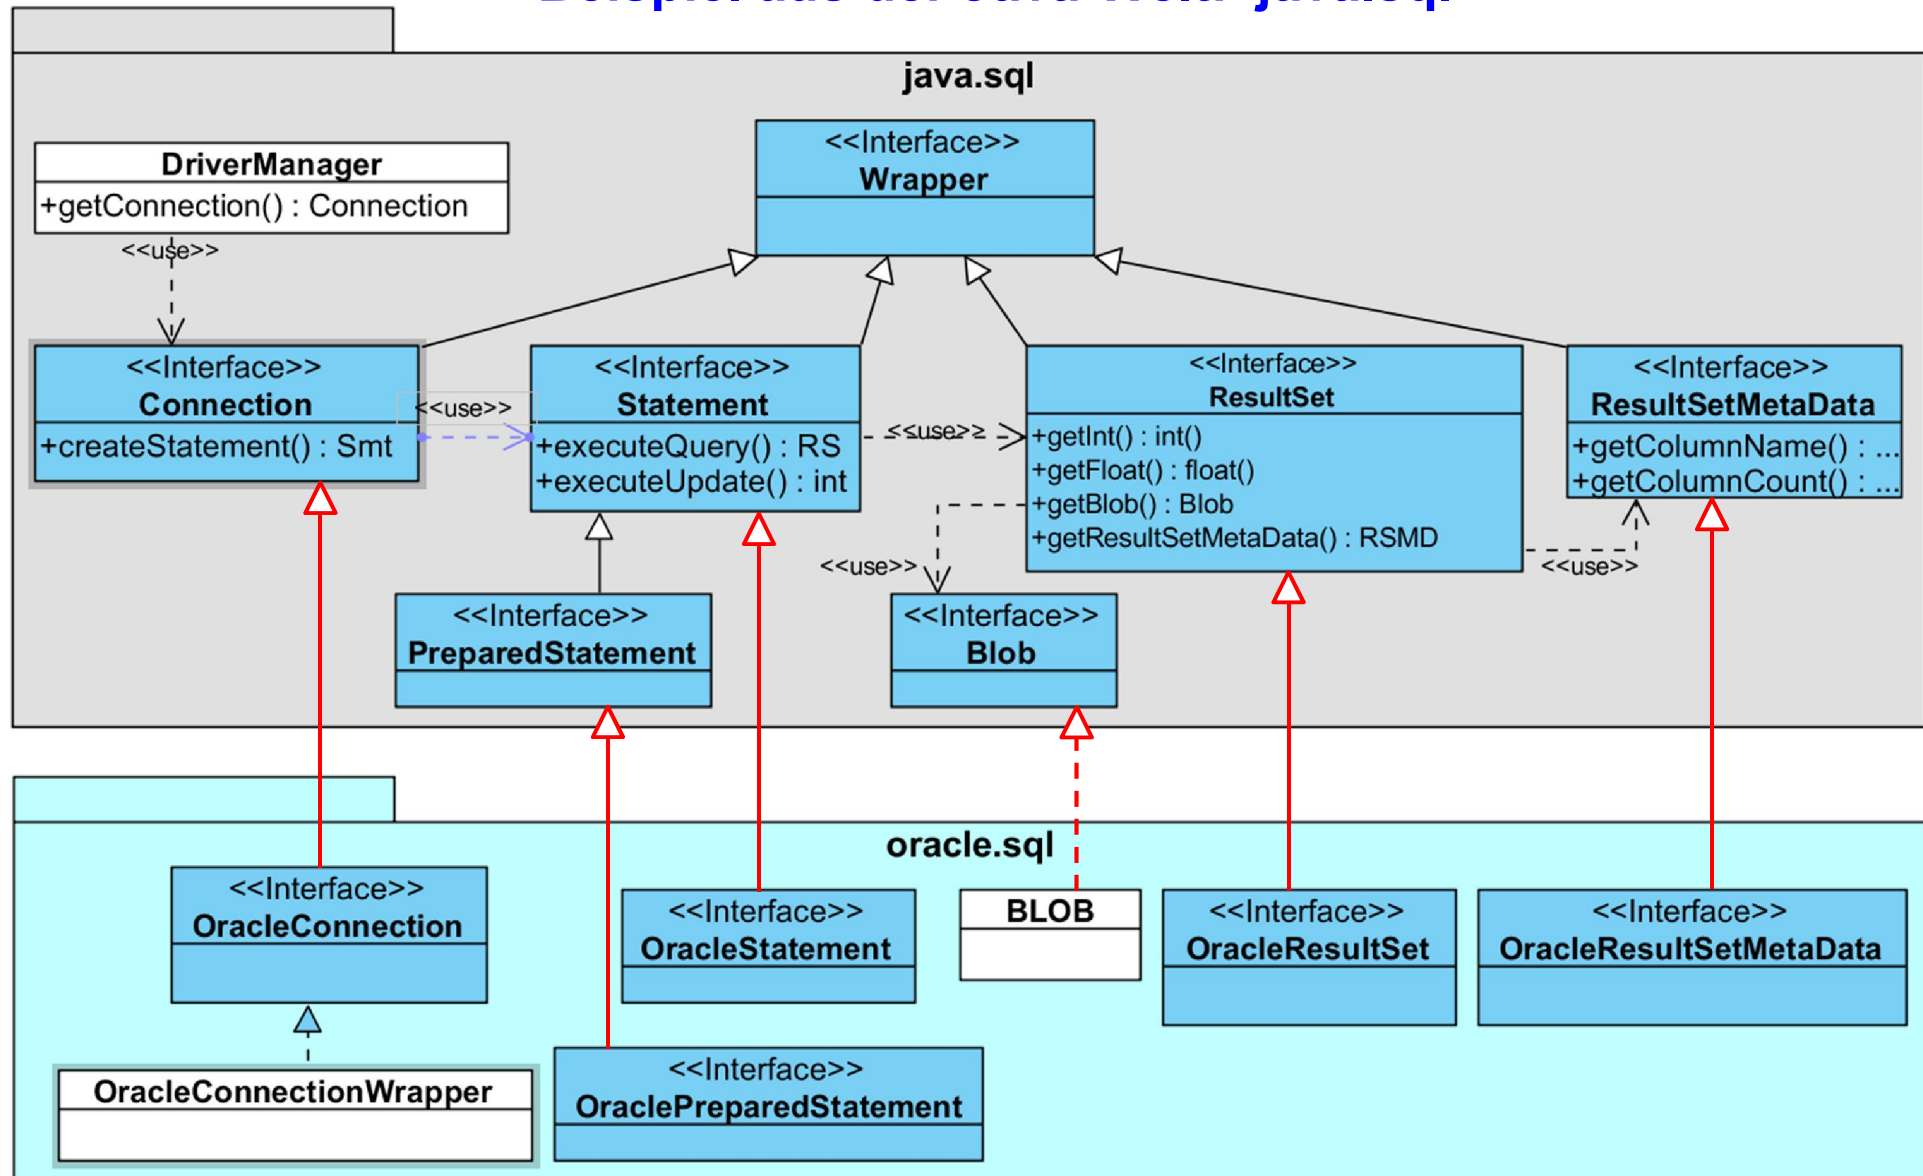 java.sql
DriverManager
+getConnection() : Connection
<<use>>
<<Interface>>
Wrapper
<<Interface>>
Connection
+createStatement() : Smt
<<use>>
<<Interface>>
Statement
+executeQuery() : RS
+executeUpdate() : int
<<use>>
<<Interface>>
ResultSet
+getInt() : int()
+getFloat() : float()
+getBlob() : Blob
+getResultSetMetaData() : RSMD
<<Interface>>
ResultSetMetaData
+getColumnName() : ...
+getColumnCount() : ...
<<use>>
<<use>>
<<Interface>>
PreparedStatement
<<Interface>>
Blob
oracle.sql
<<Interface>>
OracleConnection
<<Interface>>
OracleStatement
BLOB
<<Interface>>
OracleResultSet
<<Interface>>
OracleResultSetMetaData
OracleConnectionWrapper
<<Interface>>
OraclePreparedStatement